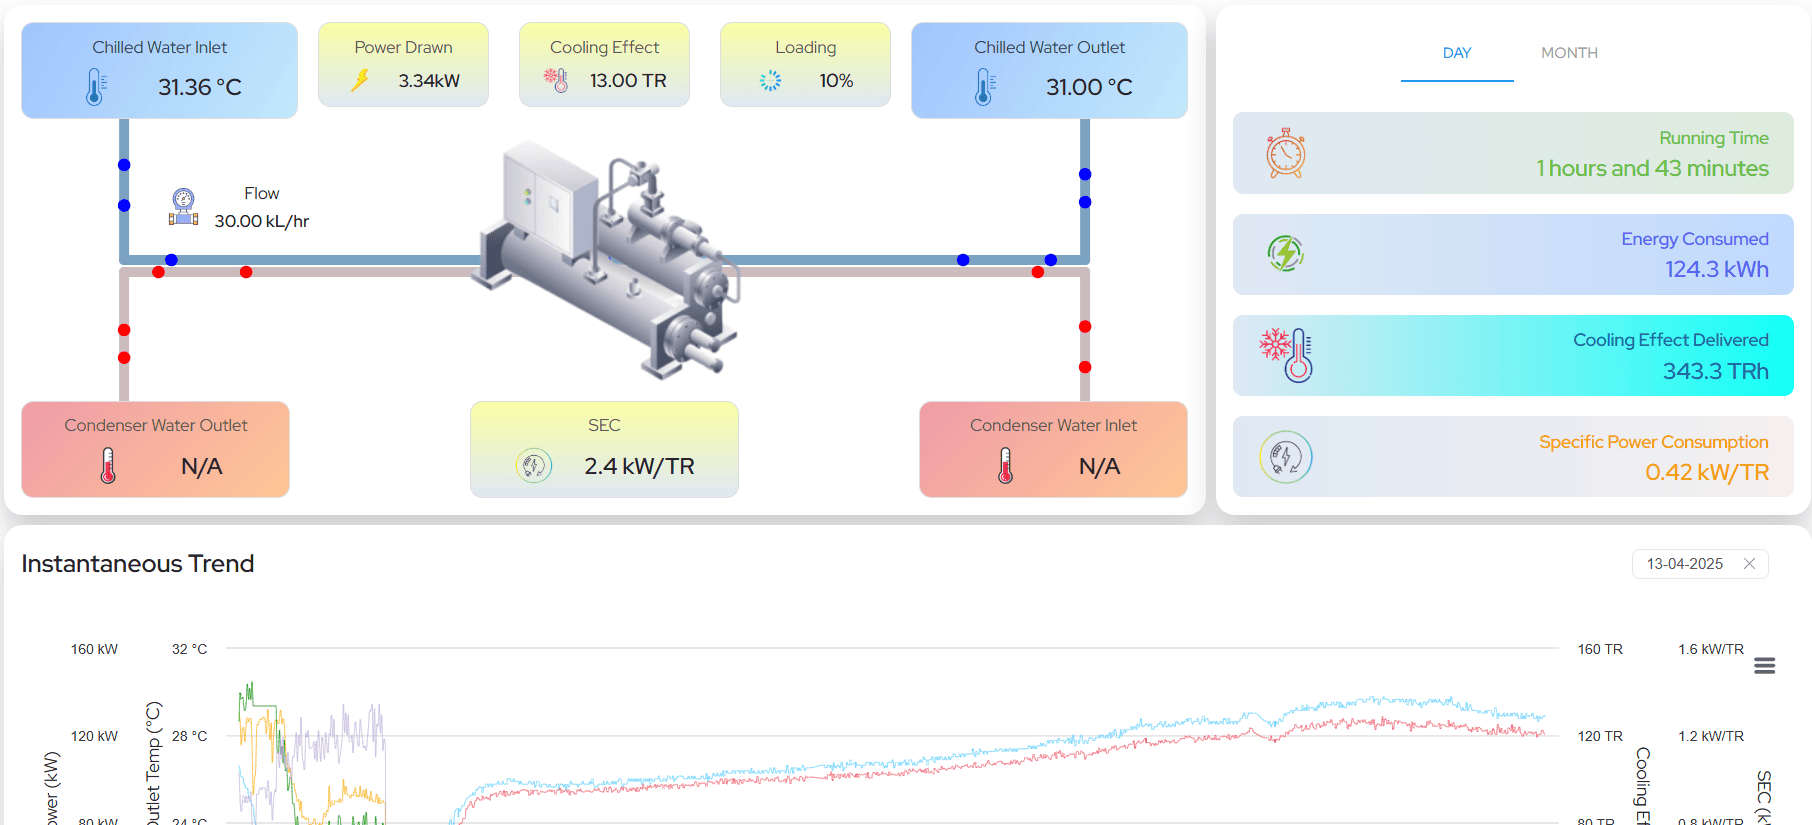 Chilled Water Inlet
31.36 °C
Power Drawn
3.34kW
Cooling Effect
13.00 TR
Loading
10%
Chilled Water Outlet
31.00 °C
Flow
30.00 kL/hr
Condenser Water Outlet
N/A
SEC
2.4 kW/TR
Condenser Water Inlet
N/A
DAY
MONTH
Running Time
1 hours and 43 minutes
Energy Consumed
124.3 kWh
Cooling Effect Delivered
343.3 TRh
Specific Power Consumption
0.42 kW/TR
Instantaneous Trend
13-04-2025
160 kW
32 °C
160 TR
1.6 kW/TR
120 kW
28 °C
120 TR
1.2 kW/TR
80 kW
24 °C
80 TR
0.8 kW/TR
(kW)
Outlet Temp (°C)
Cooling
SEC